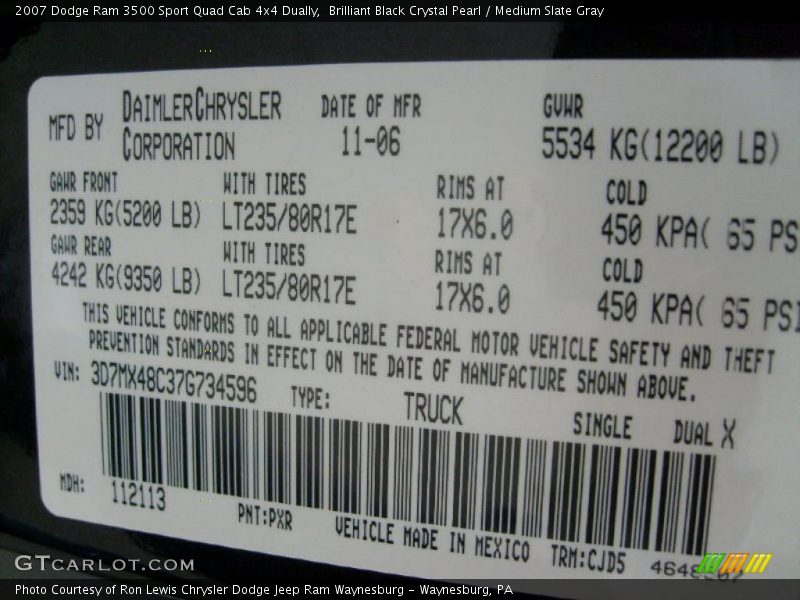 2007 Dodge Ram 3500 Sport Quad Cab 4x4 Dually, Brilliant Black Crystal Pearl / Medium Slate Gray
MFD BY DAIMLERCHRYSLER CORPORATION DATE OF MFR 11-06 GVWR 5534 KG(12200 LB)
GAWR FRONT WITH TIRES RIMS AT COLD
2359 KG(5200 LB) LT235/80R17E 17X6.0 450 KPA( 65 PS
GAWR REAR WITH TIRES RIMS AT COLD
4242 KG(9350 LB) LT235/80R17E 17X6.0 450 KPA( 65 PSI
THIS VEHICLE CONFORMS TO ALL APPLICABLE FEDERAL MOTOR VEHICLE SAFETY AND THEFT
PREVENTION STANDARDS IN EFFECT ON THE DATE OF MANUFACTURE SHOWN ABOVE.
VIN: 3D7MX48C37G734596 TYPE: TRUCK SINGLE DUAL X
MDH: 112113 PNT:PXR VEHICLE MADE IN MEXICO TRM:CJD5
GTCARLOT.COM
Photo Courtesy of Ron Lewis Chrysler Dodge Jeep Ram Waynesburg - Waynesburg, PA